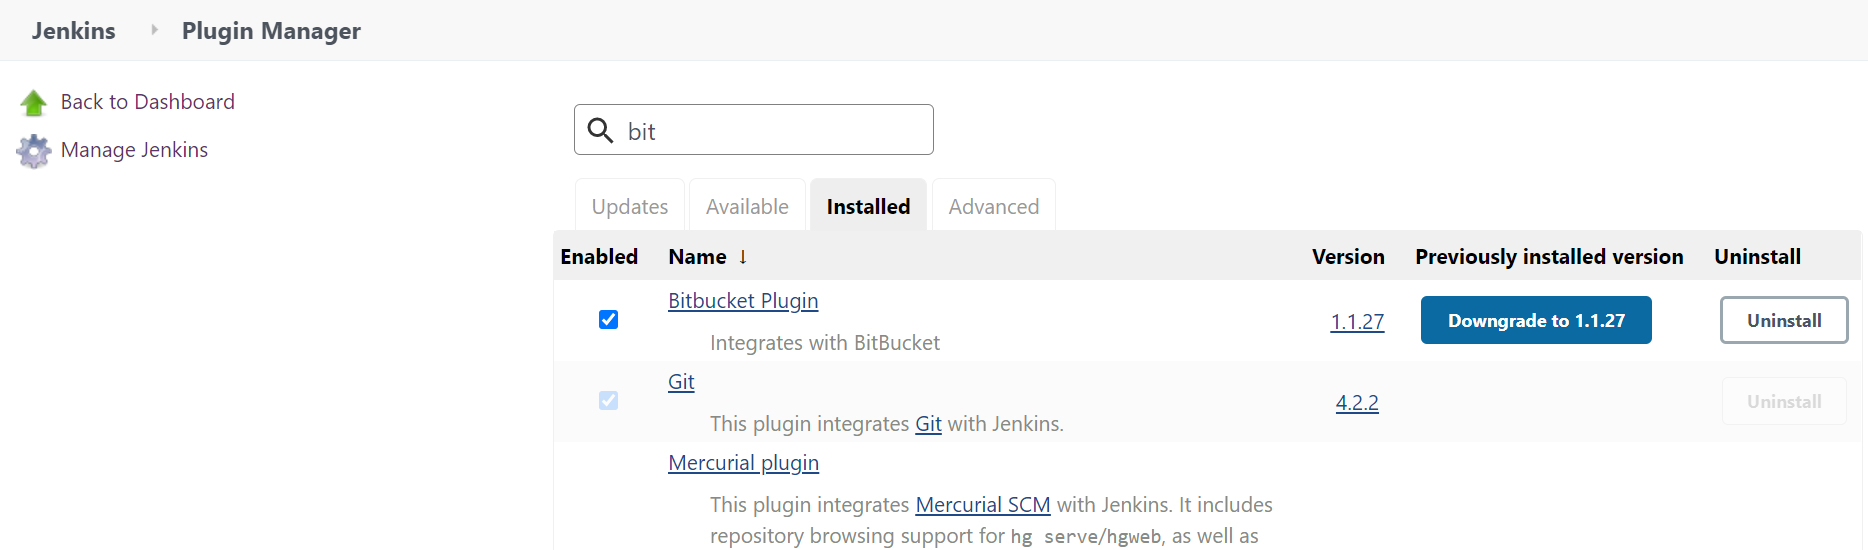 Jenkins Plugin Manager
Back to Dashboard
Manage Jenkins
bit
Updates Available Installed Advanced
Enabled Name ↓ Version Previously installed version Uninstall
Bitbucket Plugin
Integrates with BitBucket
1.1.27 Downgrade to 1.1.27 Uninstall
Git
This plugin integrates Git with Jenkins.
4.2.2 Uninstall
Mercurial plugin
This plugin integrates Mercurial SCM with Jenkins. It includes
repository browsing support for hg serve/hgweb, as well as